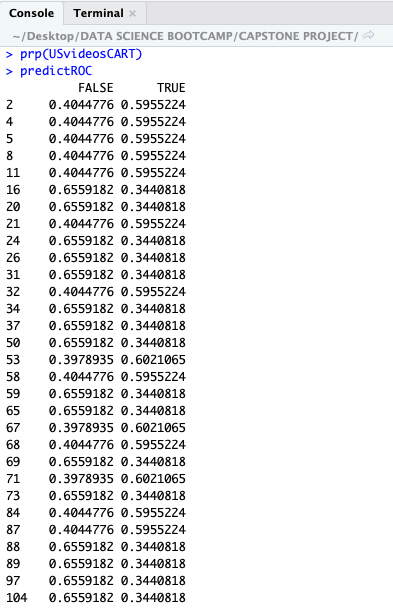 Console Terminal ×
~/Desktop/DATA SCIENCE BOOTCAMP/CAPSTONE PROJECT/
> prp(USvideosCART)
> predictROC
FALSE TRUE
2 0.4044776 0.5955224
4 0.4044776 0.5955224
5 0.4044776 0.5955224
8 0.4044776 0.5955224
11 0.4044776 0.5955224
16 0.6559182 0.3440818
20 0.6559182 0.3440818
21 0.4044776 0.5955224
24 0.6559182 0.3440818
26 0.6559182 0.3440818
31 0.6559182 0.3440818
32 0.4044776 0.5955224
34 0.6559182 0.3440818
37 0.6559182 0.3440818
50 0.6559182 0.3440818
53 0.3978935 0.6021065
58 0.4044776 0.5955224
59 0.6559182 0.3440818
65 0.6559182 0.3440818
67 0.3978935 0.6021065
68 0.4044776 0.5955224
69 0.6559182 0.3440818
71 0.3978935 0.6021065
73 0.6559182 0.3440818
84 0.4044776 0.5955224
87 0.4044776 0.5955224
88 0.6559182 0.3440818
89 0.6559182 0.3440818
97 0.6559182 0.3440818
104 0.6559182 0.3440818